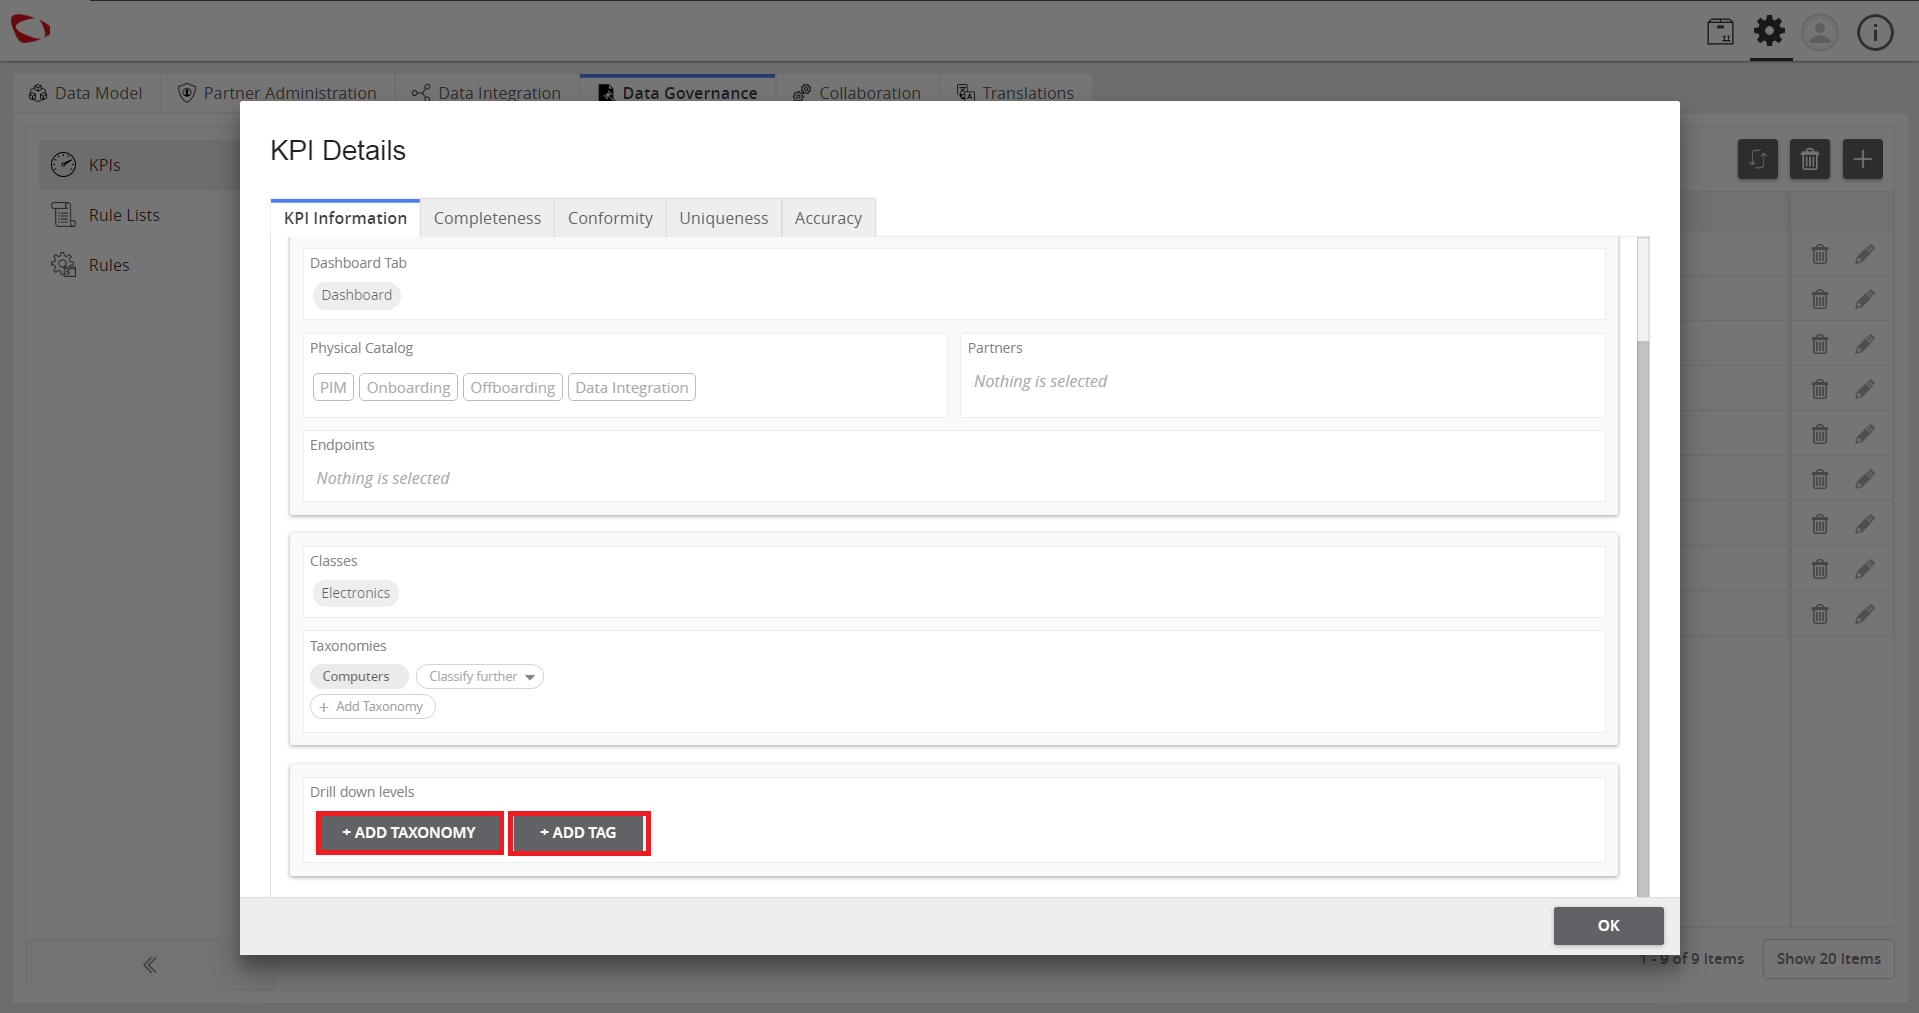 Data Model Partner Administration Data Integration Data Governance Collaboration Translations
KPIs
Rule Lists
Rules
KPI Details
KPI Information Completeness Conformity Uniqueness Accuracy
Dashboard Tab
Dashboard
Physical Catalog
PIM Onboarding Offboarding Data Integration
Partners
Nothing is selected
Endpoints
Nothing is selected
Classes
Electronics
Taxonomies
Computers Classify further
+ Add Taxonomy
Drill down levels
+ ADD TAXONOMY + ADD TAG
OK
1 - 9 of 9 Items Show 20 Items